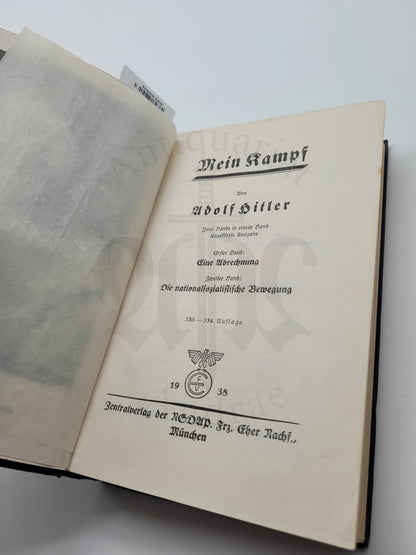 Mein Kampf
Von
Adolf Hitler
Zwei Bände in einem Band
Ungekürzte Ausgabe
Erster Band:
Eine Abrechnung
Zweiter Band:
Die nationalsozialistische Bewegung
330.—334. Auflage
19 38
Zentralverlag der NSDAP. Frz. Eher Nachf.,
München
Antiquariat